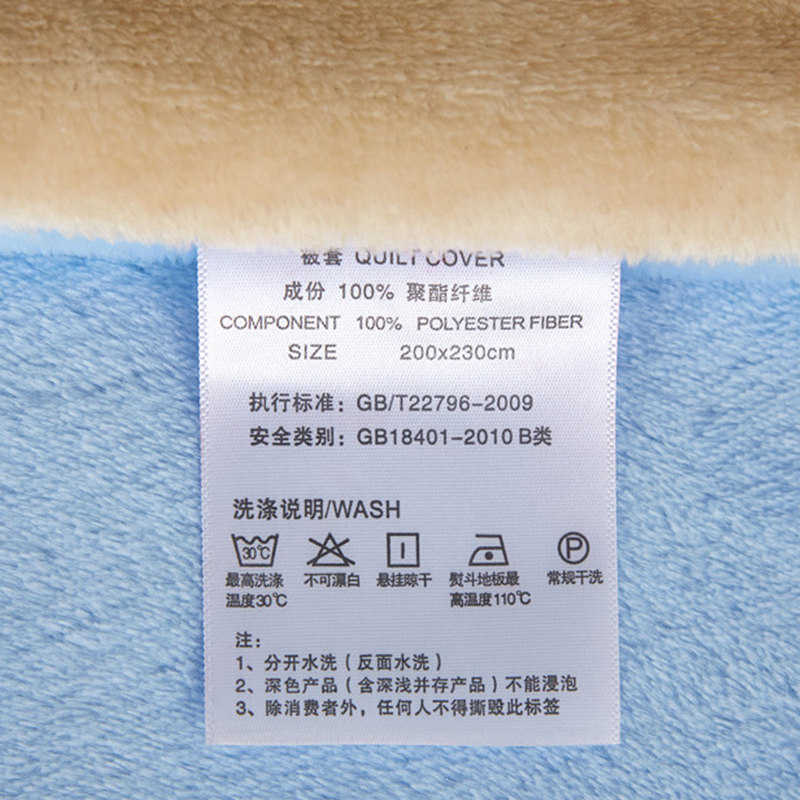 被套 QUILT COVER
成份 100% 聚酯纤维
COMPONENT 100% POLYESTER FIBER
SIZE 200x230cm
执行标准：GB/T22796-2009
安全类别：GB18401-2010 B类
洗涤说明/WASH
30℃ P
最高洗涤 不可漂白 悬挂晾干 熨斗地板最 常规干洗
温度30℃ 高温度110℃
注：
1、分开水洗（反面水洗）
2、深色产品（含深浅并存产品）不能浸泡
3、除消费者外，任何人不得撕毁此标签